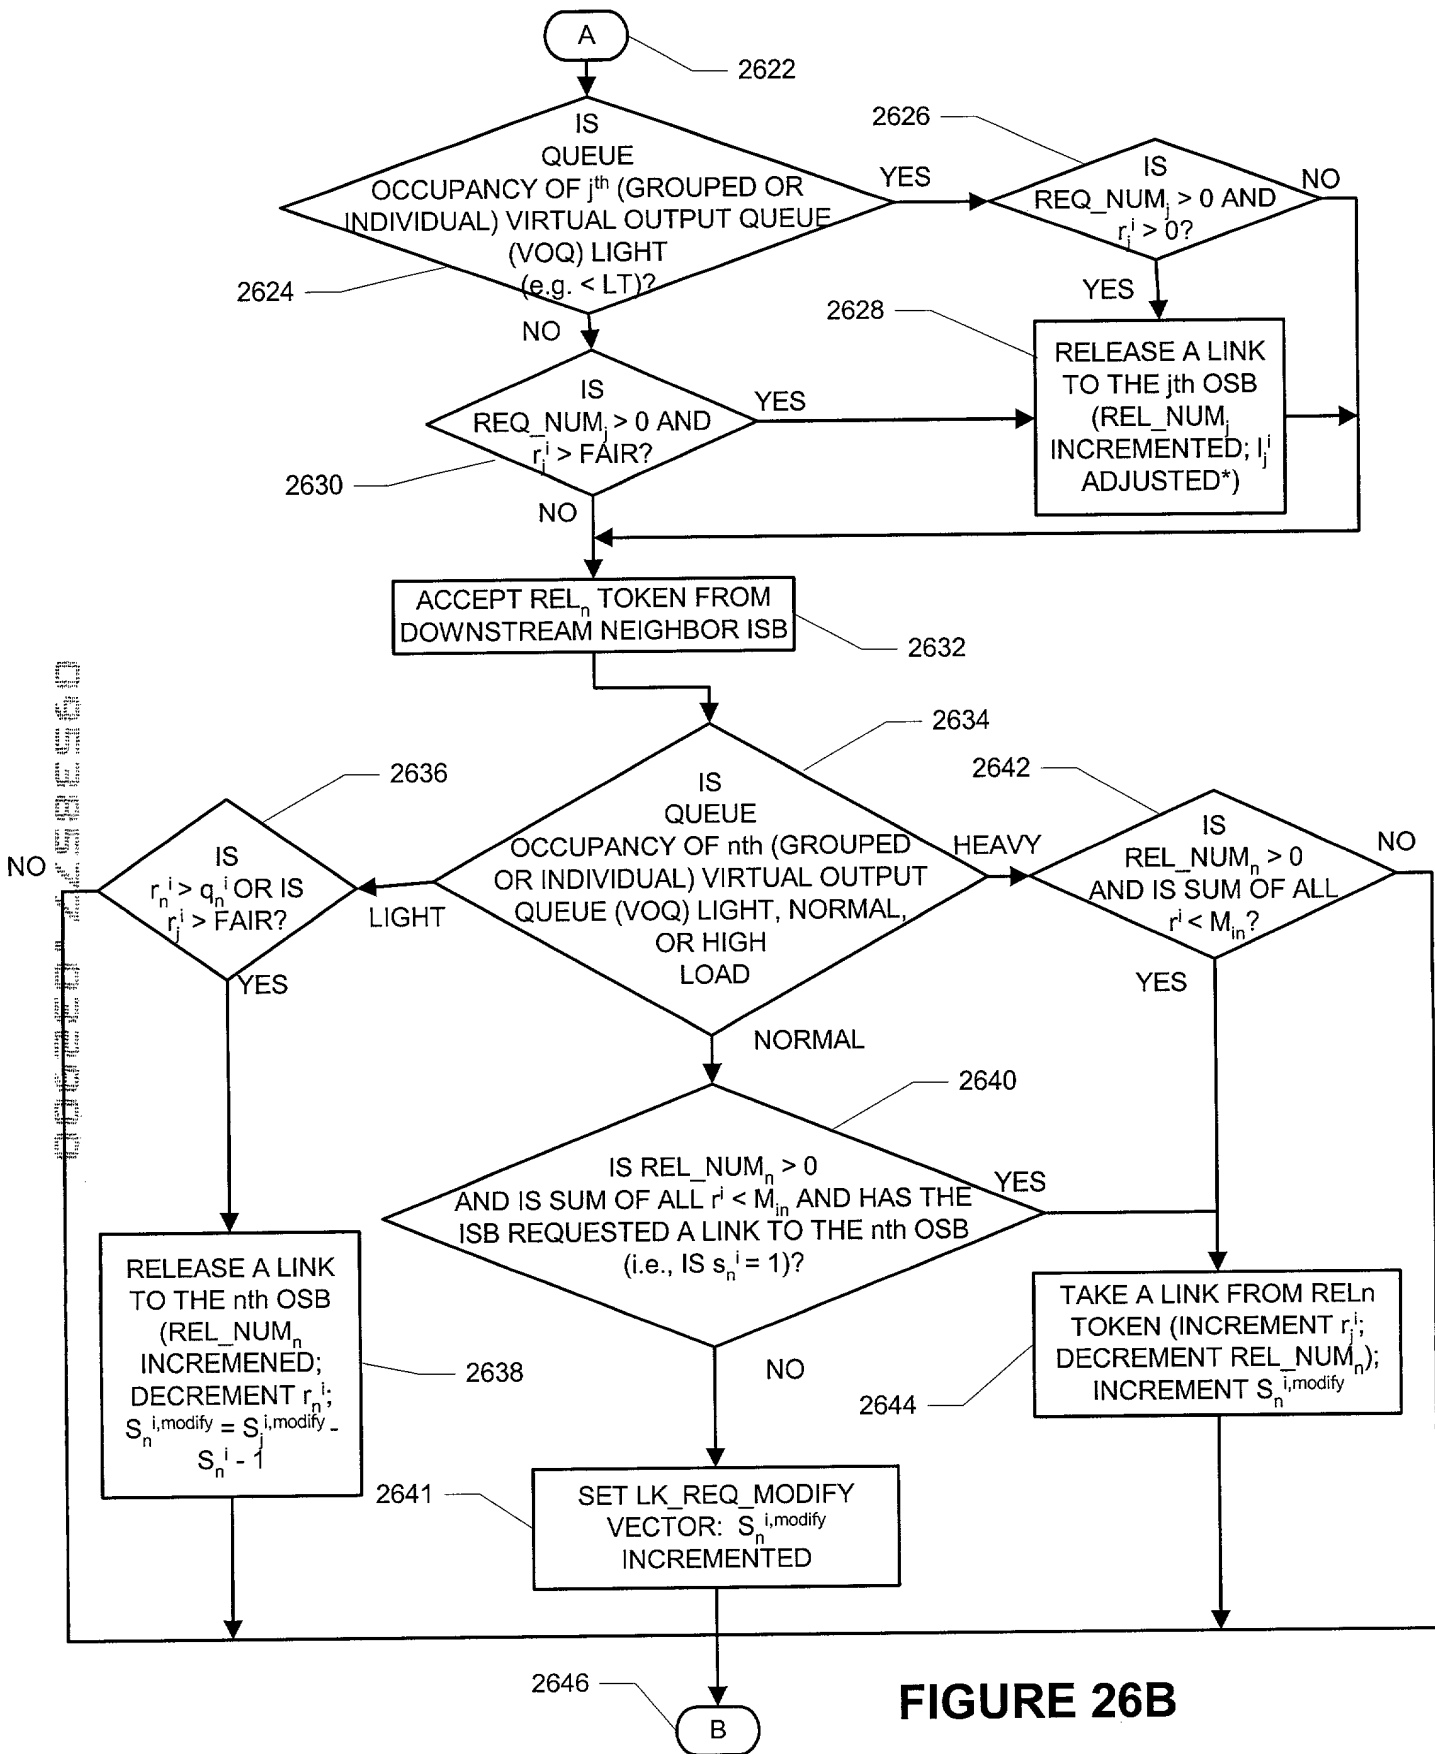 A
2622
IS
QUEUE
OCCUPANCY OF jth (GROUPED OR
INDIVIDUAL) VIRTUAL OUTPUT QUEUE
(VOQ) LIGHT
(e.g. < LT)?
2624
YES
NO
2626
IS
REQ_NUMj > 0 AND
rji > 0?
NO
YES
2628
RELEASE A LINK
TO THE jth OSB
(REL_NUMj
INCREMENTED; lji
ADJUSTED*)
IS
REQ_NUMj > 0 AND
rji > FAIR?
YES
2630
NO
ACCEPT RELn TOKEN FROM
DOWNSTREAM NEIGHBOR ISB
2632
2634
IS
QUEUE
OCCUPANCY OF nth (GROUPED
OR INDIVIDUAL) VIRTUAL OUTPUT
QUEUE (VOQ) LIGHT, NORMAL,
OR HIGH
LOAD
LIGHT
HEAVY
NORMAL
2636
IS
rni > qni OR IS
rji > FAIR?
NO
YES
2642
IS
REL_NUMn > 0
AND IS SUM OF ALL
ri < Min?
NO
YES
2640
IS REL_NUMn > 0
AND IS SUM OF ALL ri < Min AND HAS THE
ISB REQUESTED A LINK TO THE nth OSB
(i.e., IS sni = 1)?
YES
NO
RELEASE A LINK
TO THE nth OSB
(REL_NUMn
INCREMENED;
DECREMENT rni;
Sni,modify = Sji,modify -
Sni - 1
2638
TAKE A LINK FROM RELn
TOKEN (INCREMENT rji;
DECREMENT REL_NUMn);
INCREMENT Sni,modify
2644
2641
SET LK_REQ_MODIFY
VECTOR: Sni,modify
INCREMENTED
2646
B
FIGURE 26B